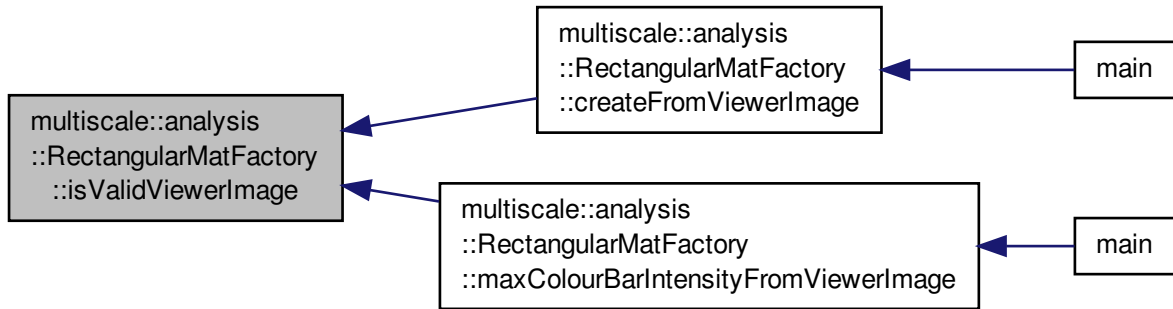 multiscale::analysis
::RectangularMatFactory
::isValidViewerImage
multiscale::analysis
::RectangularMatFactory
::createFromViewerImage
main
multiscale::analysis
::RectangularMatFactory
::maxColourBarIntensityFromViewerImage
main